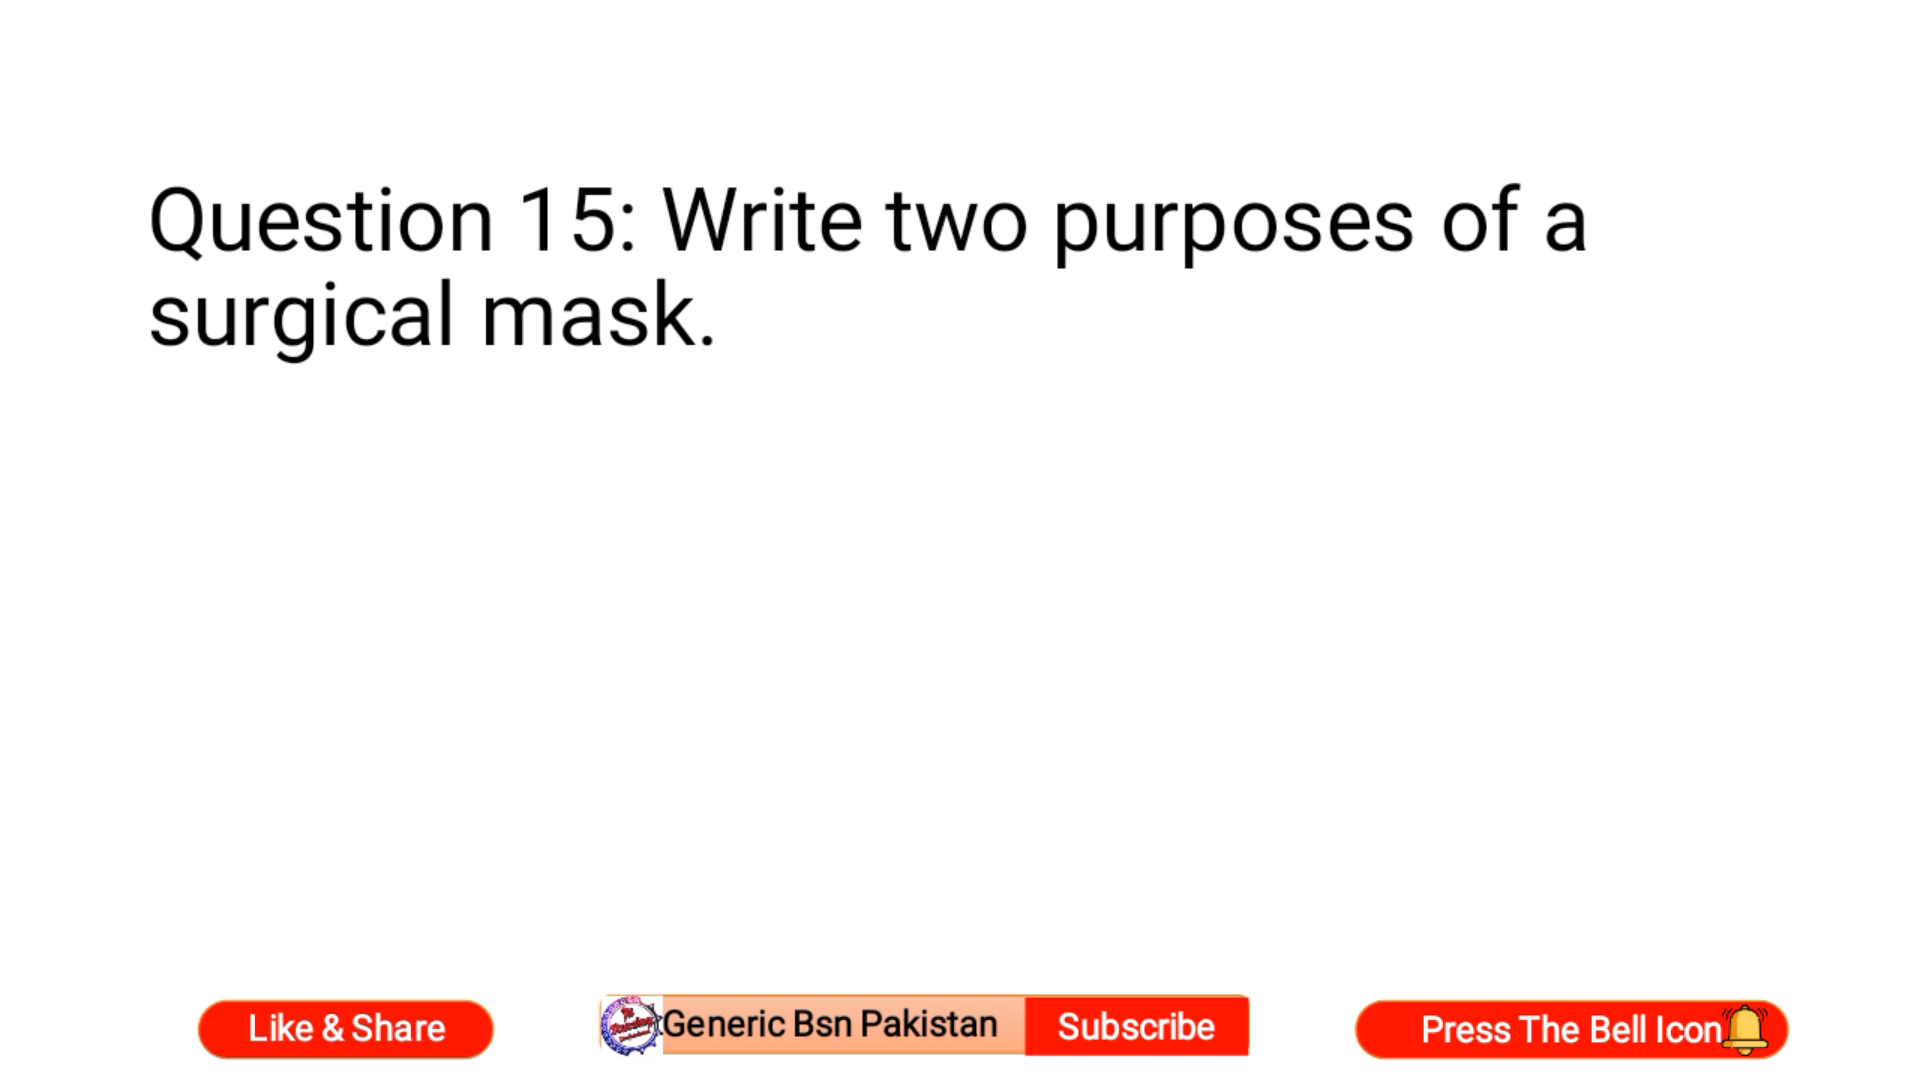 Question 15: Write two purposes of a
surgical mask.
Like & Share
Generic Bsn Pakistan
Subscribe
Press The Bell Icon